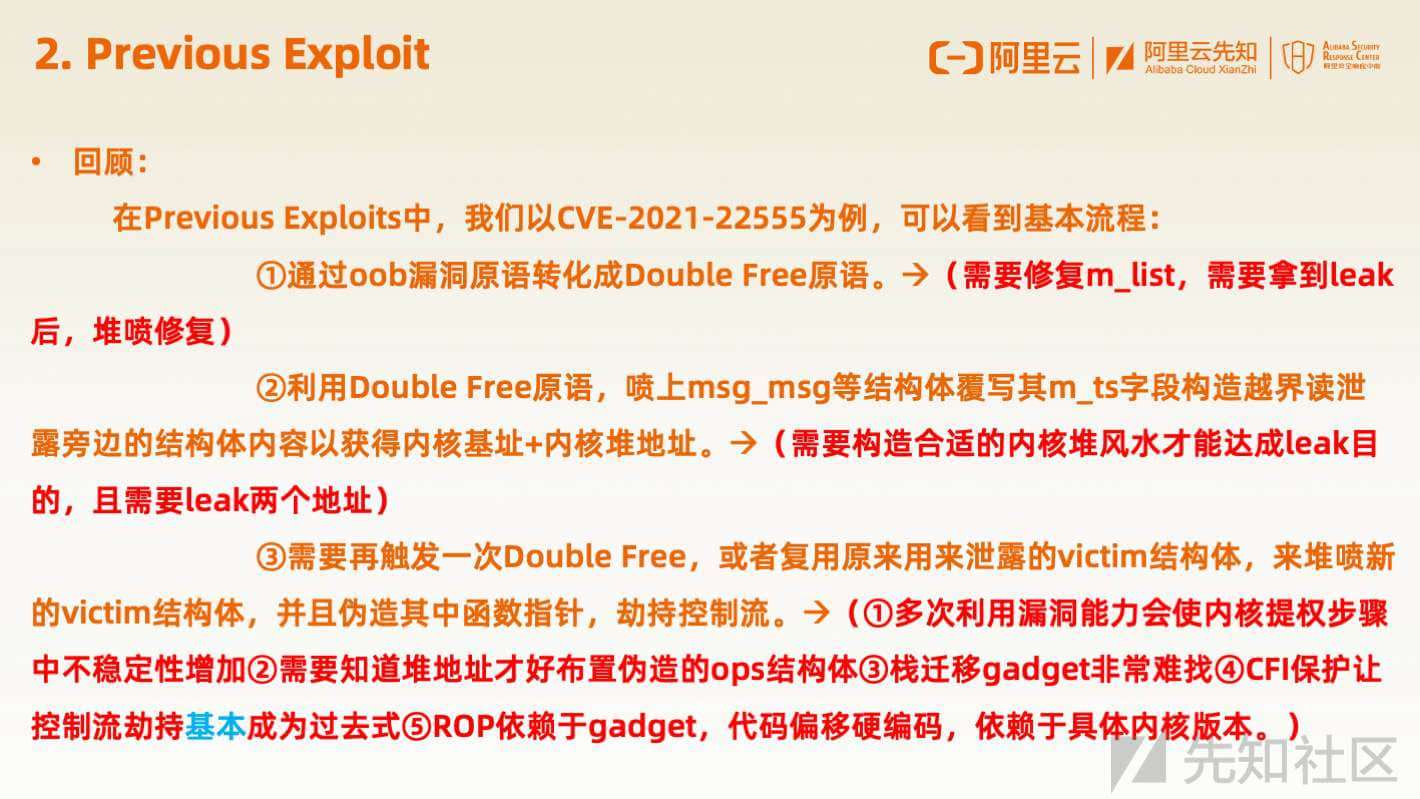 2. Previous Exploit
阿里云
阿里云先知
Alibaba Cloud XianZhi
ALIBABA SECURITY
RESPONSE CENTER
• 回顾：
在Previous Exploits中，我们以CVE-2021-22555为例，可以看到基本流程：
①通过oob漏洞原语转化成Double Free原语。→（需要修复m_list，需要拿到leak
后，堆喷修复）
②利用Double Free原语，喷上msg_msg等结构体覆写其m_ts字段构造越界读泄
露旁边的结构体内容以获得内核基址+内核堆地址。→（需要构造合适的内核堆风水才能达成leak目
的，且需要leak两个地址）
③需要再触发一次Double Free，或者复用原来用来泄露的victim结构体，来堆喷新
的victim结构体，并且伪造其中函数指针，劫持控制流。→（①多次利用漏洞能力会使内核提权步骤
中不稳定性增加②需要知道堆地址才好布置伪造的ops结构体③栈迁移gadget非常难找④CFI保护让
控制流劫持基本成为过去式⑤ROP依赖于gadget，代码偏移硬编码，依赖于具体内核版本。）
先知社区